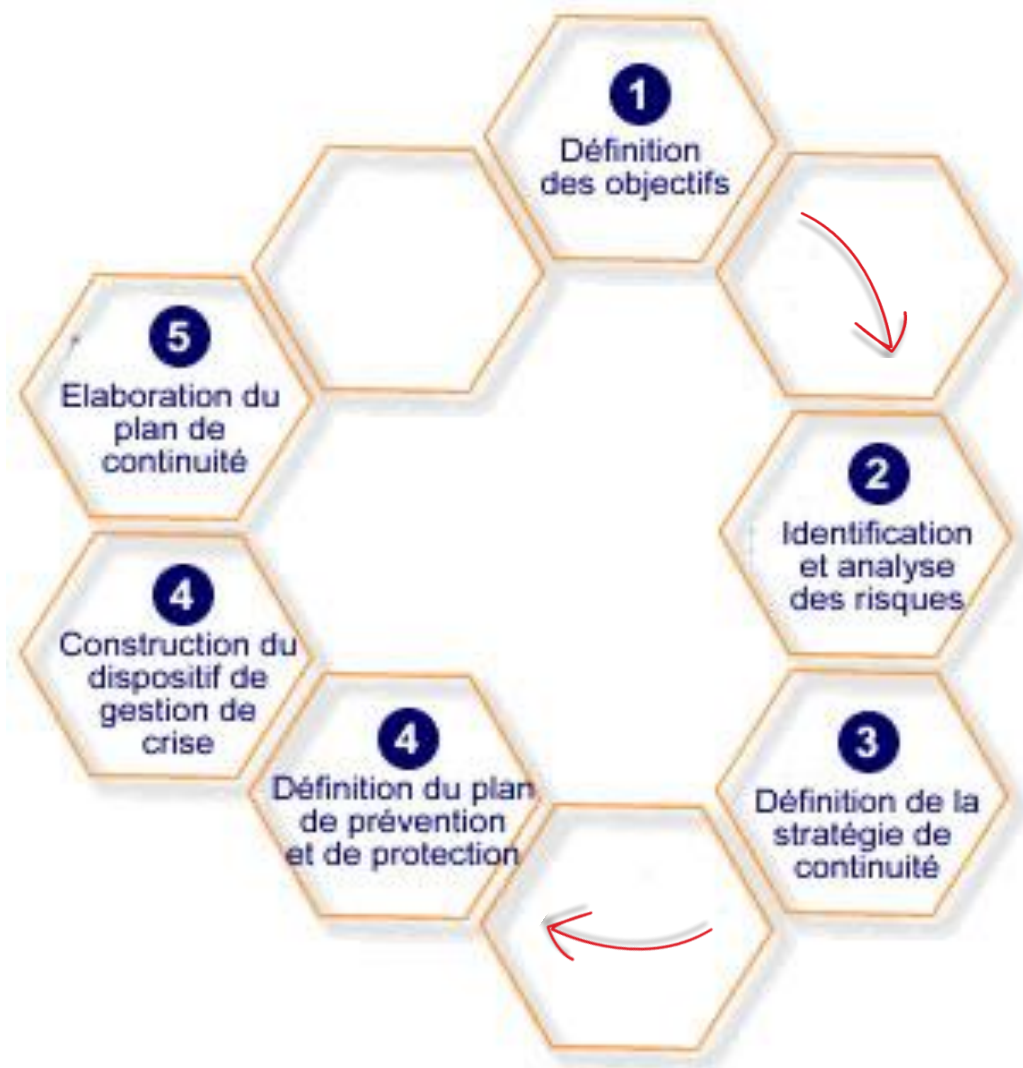 1
Définition
des objectifs
2
Identification
et analyse
des risques
3
Définition de la
stratégie de
continuité
4
Définition du plan
de prévention
et de protection
4
Construction du
dispositif de
gestion de
crise
5
Elaboration du
plan de
continuité